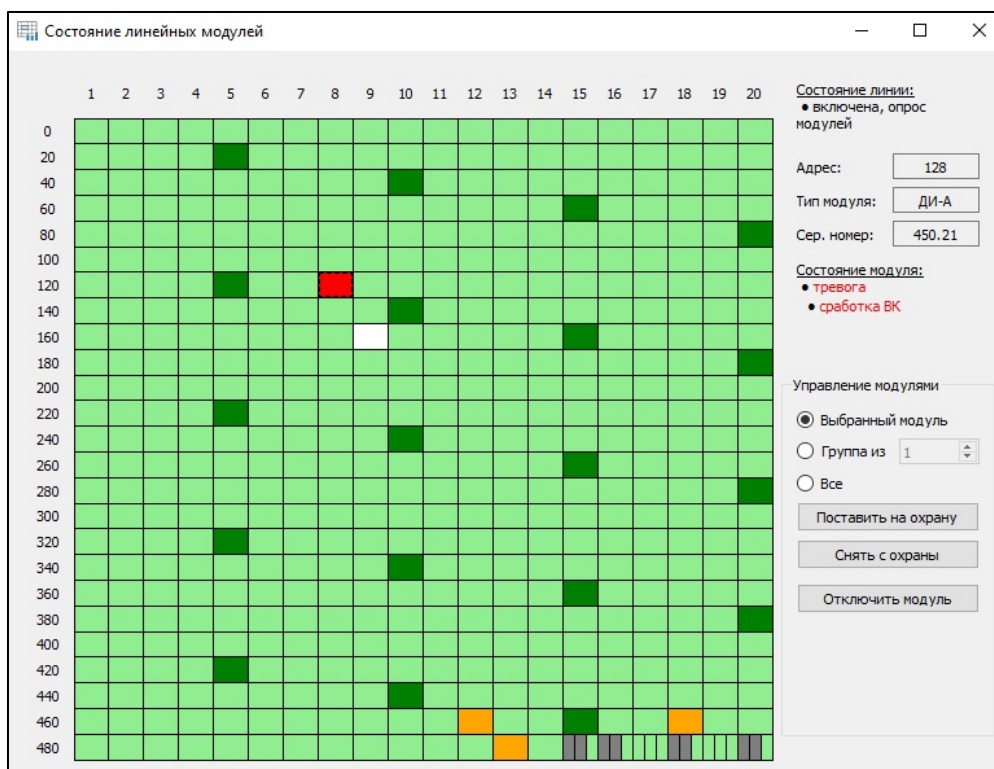 Состояние линейных модулей
1 2 3 4 5 6 7 8 9 10 11 12 13 14 15 16 17 18 19 20
0
20
40
60
80
100
120
140
160
180
200
220
240
260
280
300
320
340
360
380
400
420
440
460
480
Состояние линии:
• включена, опрос
модулей
Адрес: 128
Тип модуля: ДИ-А
Сер. номер: 450.21
Состояние модуля:
• тревога
• сработка ВК
Управление модулями
Выбранный модуль
Группа из 1
Все
Поставить на охрану
Снять с охраны
Отключить модуль